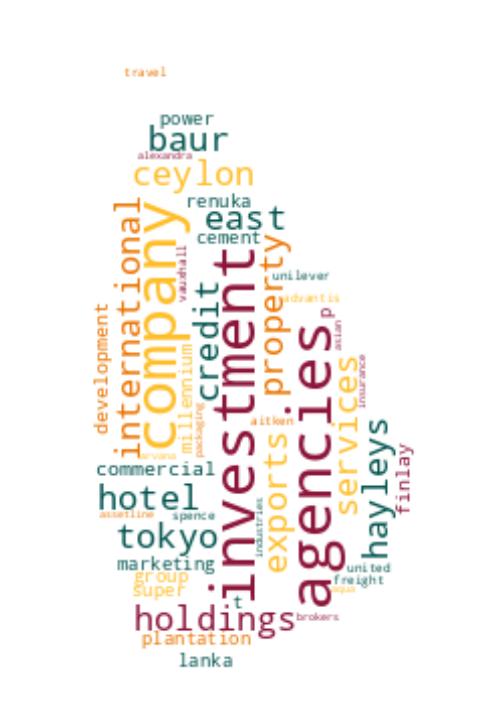 travel
power
baur
alexandra
ceylon
renuka
east
cement
international
company
vauxhall
investment
property
unilever
credit
advantis
p
development
millennium
agencies
asian
packaging
services
insurance
aitken
exports
hayleys
arvana
finlay
commercial
hotel
assetline
spence
industries
tokyo
marketing
united
group
freight
super
aqua
t
holdings
brokers
plantation
lanka